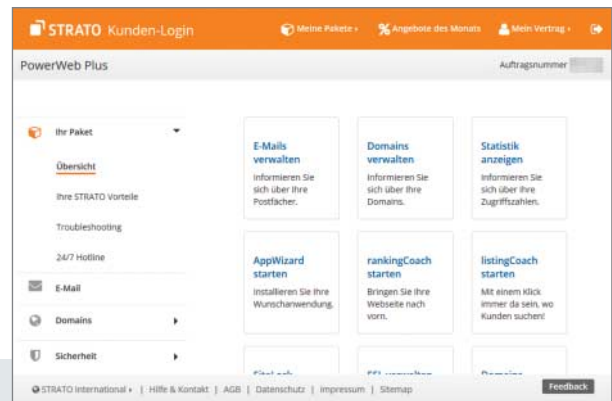 STRATO Kunden-Login
Meine Pakete
Angebote des Monats
Mein Vertrag
PowerWeb Plus
Auftragsnummer
Ihr Paket
Übersicht
Ihre STRATO Vorteile
Troubleshooting
24/7 Hotline
E-Mail
Domains
Sicherheit
E-Mails
verwalten
Informieren Sie
sich über Ihre
Postfächer.
Domains
verwalten
Informieren Sie
sich über Ihre
Domains.
Statistik
anzeigen
Informieren Sie
sich über Ihre
Zugriffszahlen.
AppWizard
starten
Installieren Sie Ihre
Wunschanwendung.
rankingCoach
starten
Bringen Sie Ihre
Webseite nach
vorn.
listingCoach
starten
Mit einem Klick
immer da sein, wo
Kunden suchen!
SiteLock
SSL verwalten
Domains
STRATO International | Hilfe & Kontakt | AGB | Datenschutz | Impressum | Sitemap
Feedback